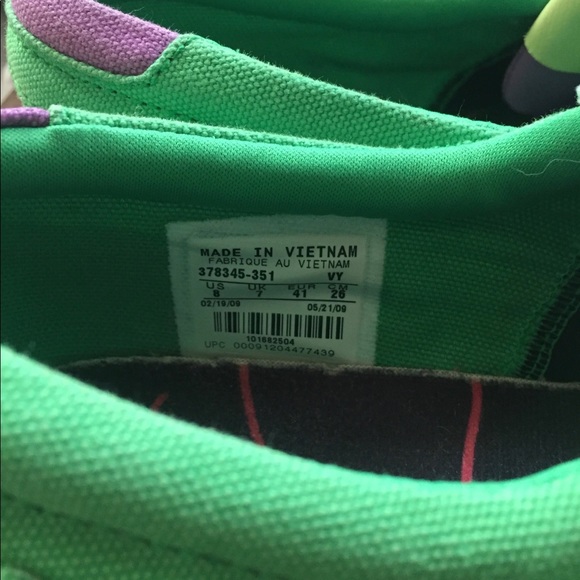 MADE IN VIETNAM
FABRIQUE AU VIETNAM
378345-351 VY
US UK EUR CM
8 7 41 26
02/19/09 05/21/09
101882504
UPC 00091204477439